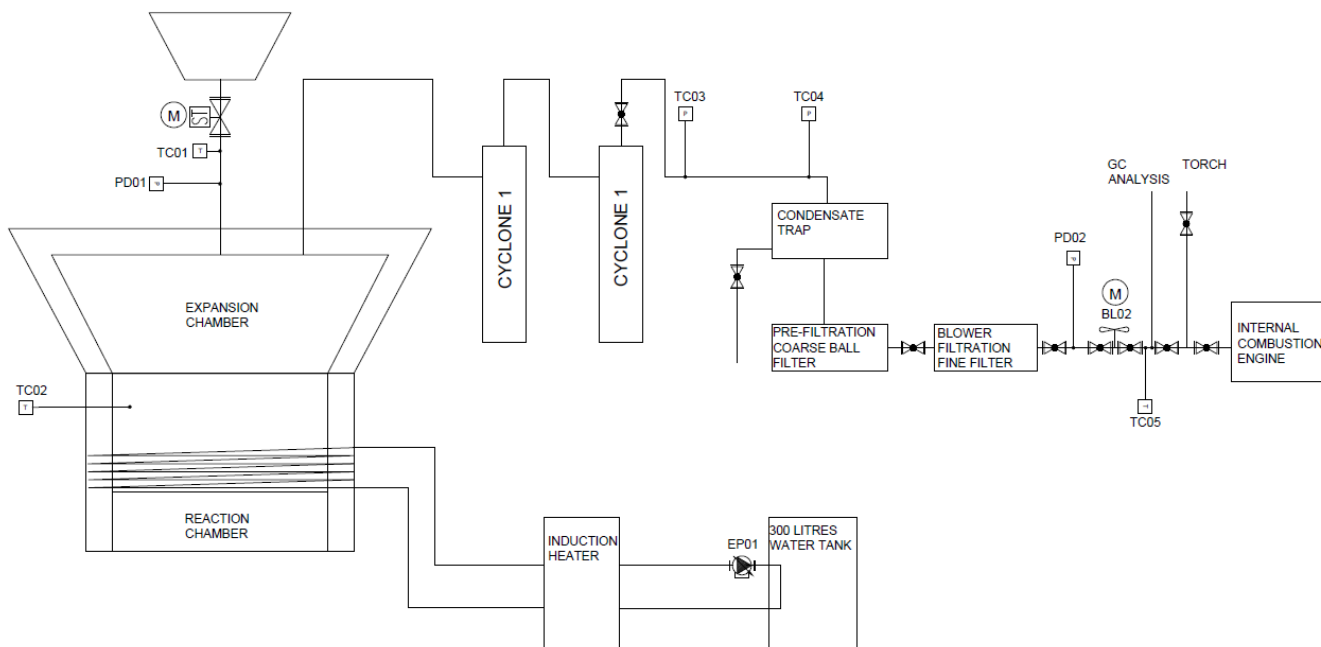 M
ST
TC01
T
PD01
P
EXPANSION
CHAMBER
TC02
T
REACTION
CHAMBER
CYCLONE 1
CYCLONE 1
TC03
P
TC04
P
CONDENSATE
TRAP
PRE-FILTRATION
COARSE BALL
FILTER
BLOWER
FILTRATION
FINE FILTER
PD02
P
M
BL02
GC
ANALYSIS
TORCH
T
TC05
INTERNAL
COMBUSTION
ENGINE
INDUCTION
HEATER
EP01
300 LITRES
WATER TANK